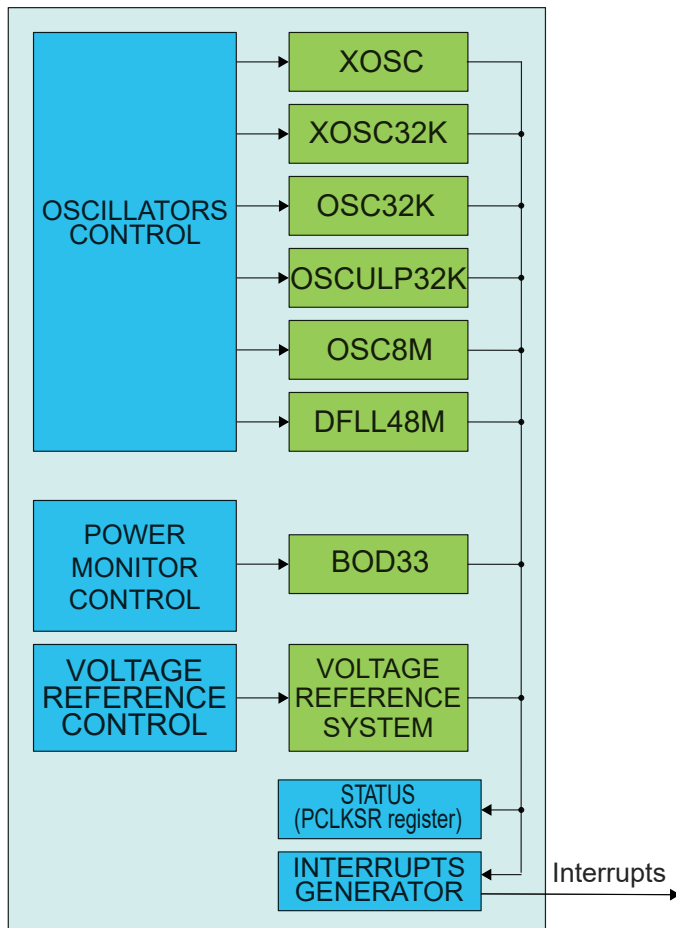 OSCILLATORS
CONTROL
XOSC
XOSC32K
OSC32K
OSCULP32K
OSC8M
DFLL48M
POWER
MONITOR
CONTROL
BOD33
VOLTAGE
REFERENCE
CONTROL
VOLTAGE
REFERENCE
SYSTEM
STATUS
(PCLKSR register)
INTERRUPTS
GENERATOR
Interrupts